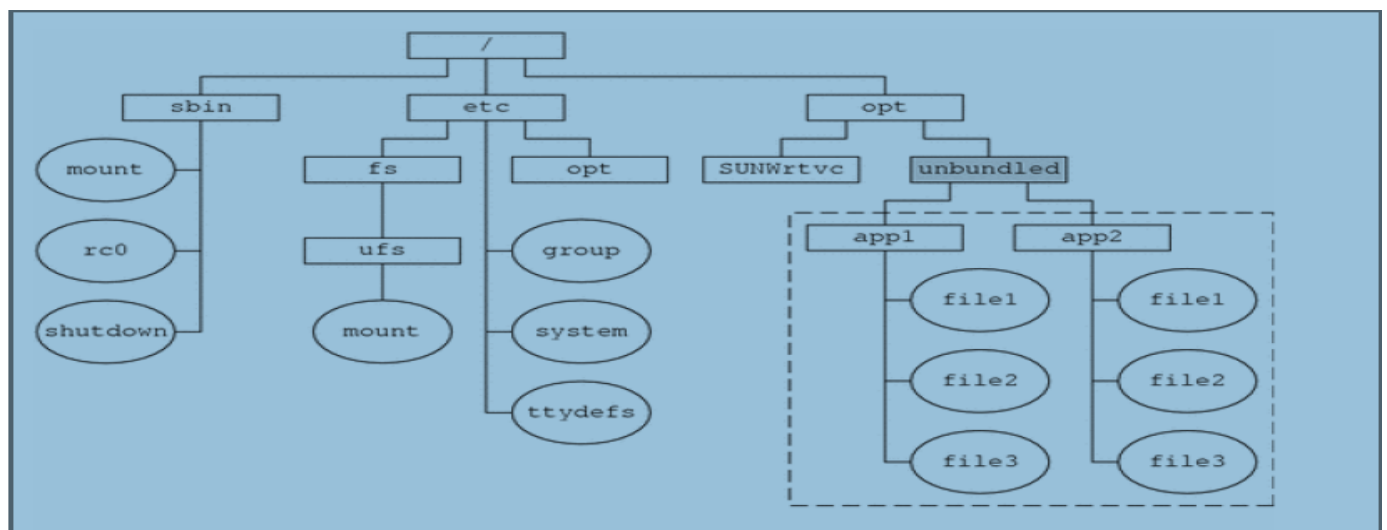 /
sbin etc opt
mount fs opt SUNWrtvc unbundled
rc0 ufs group app1 app2
file1 file1
shutdown mount system
file2 file2
ttydefs
file3 file3